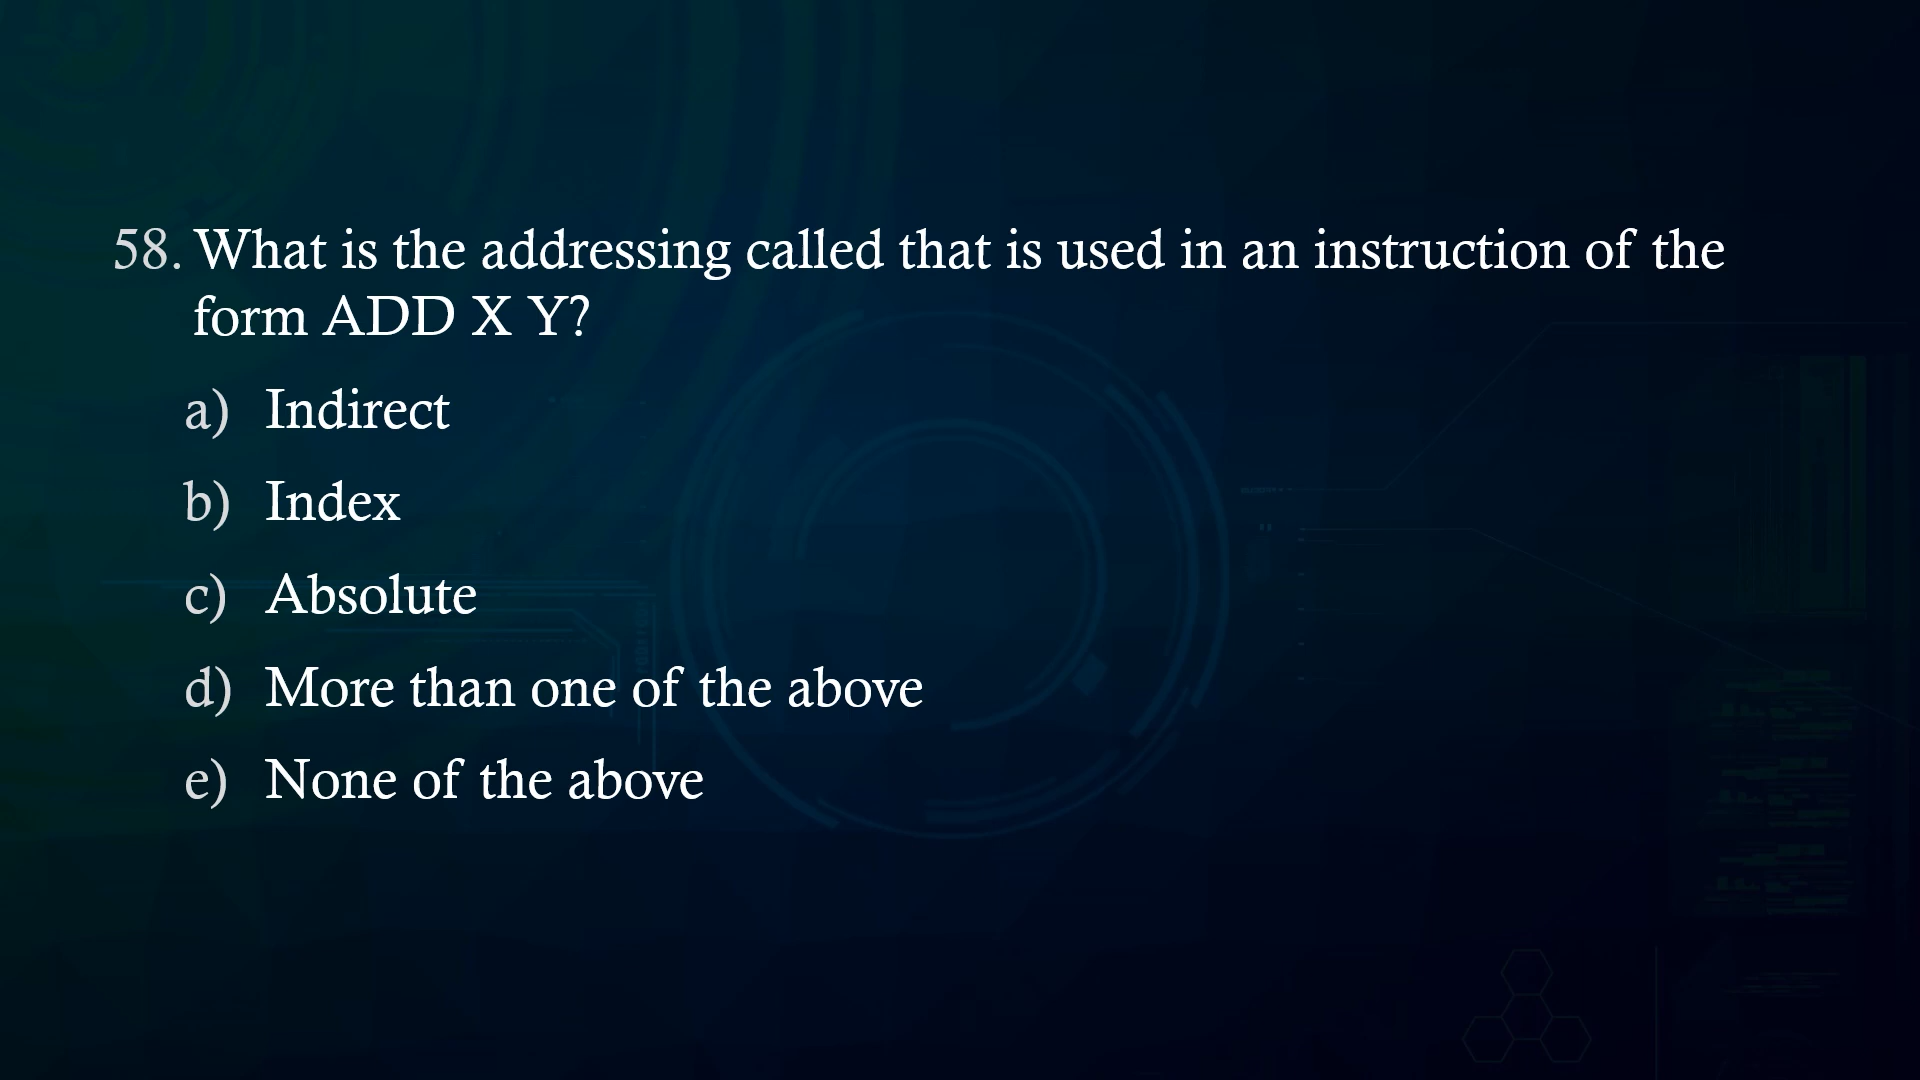 58. What is the addressing called that is used in an instruction of the
form ADD X Y?
a) Indirect
b) Index
c) Absolute
d) More than one of the above
e) None of the above